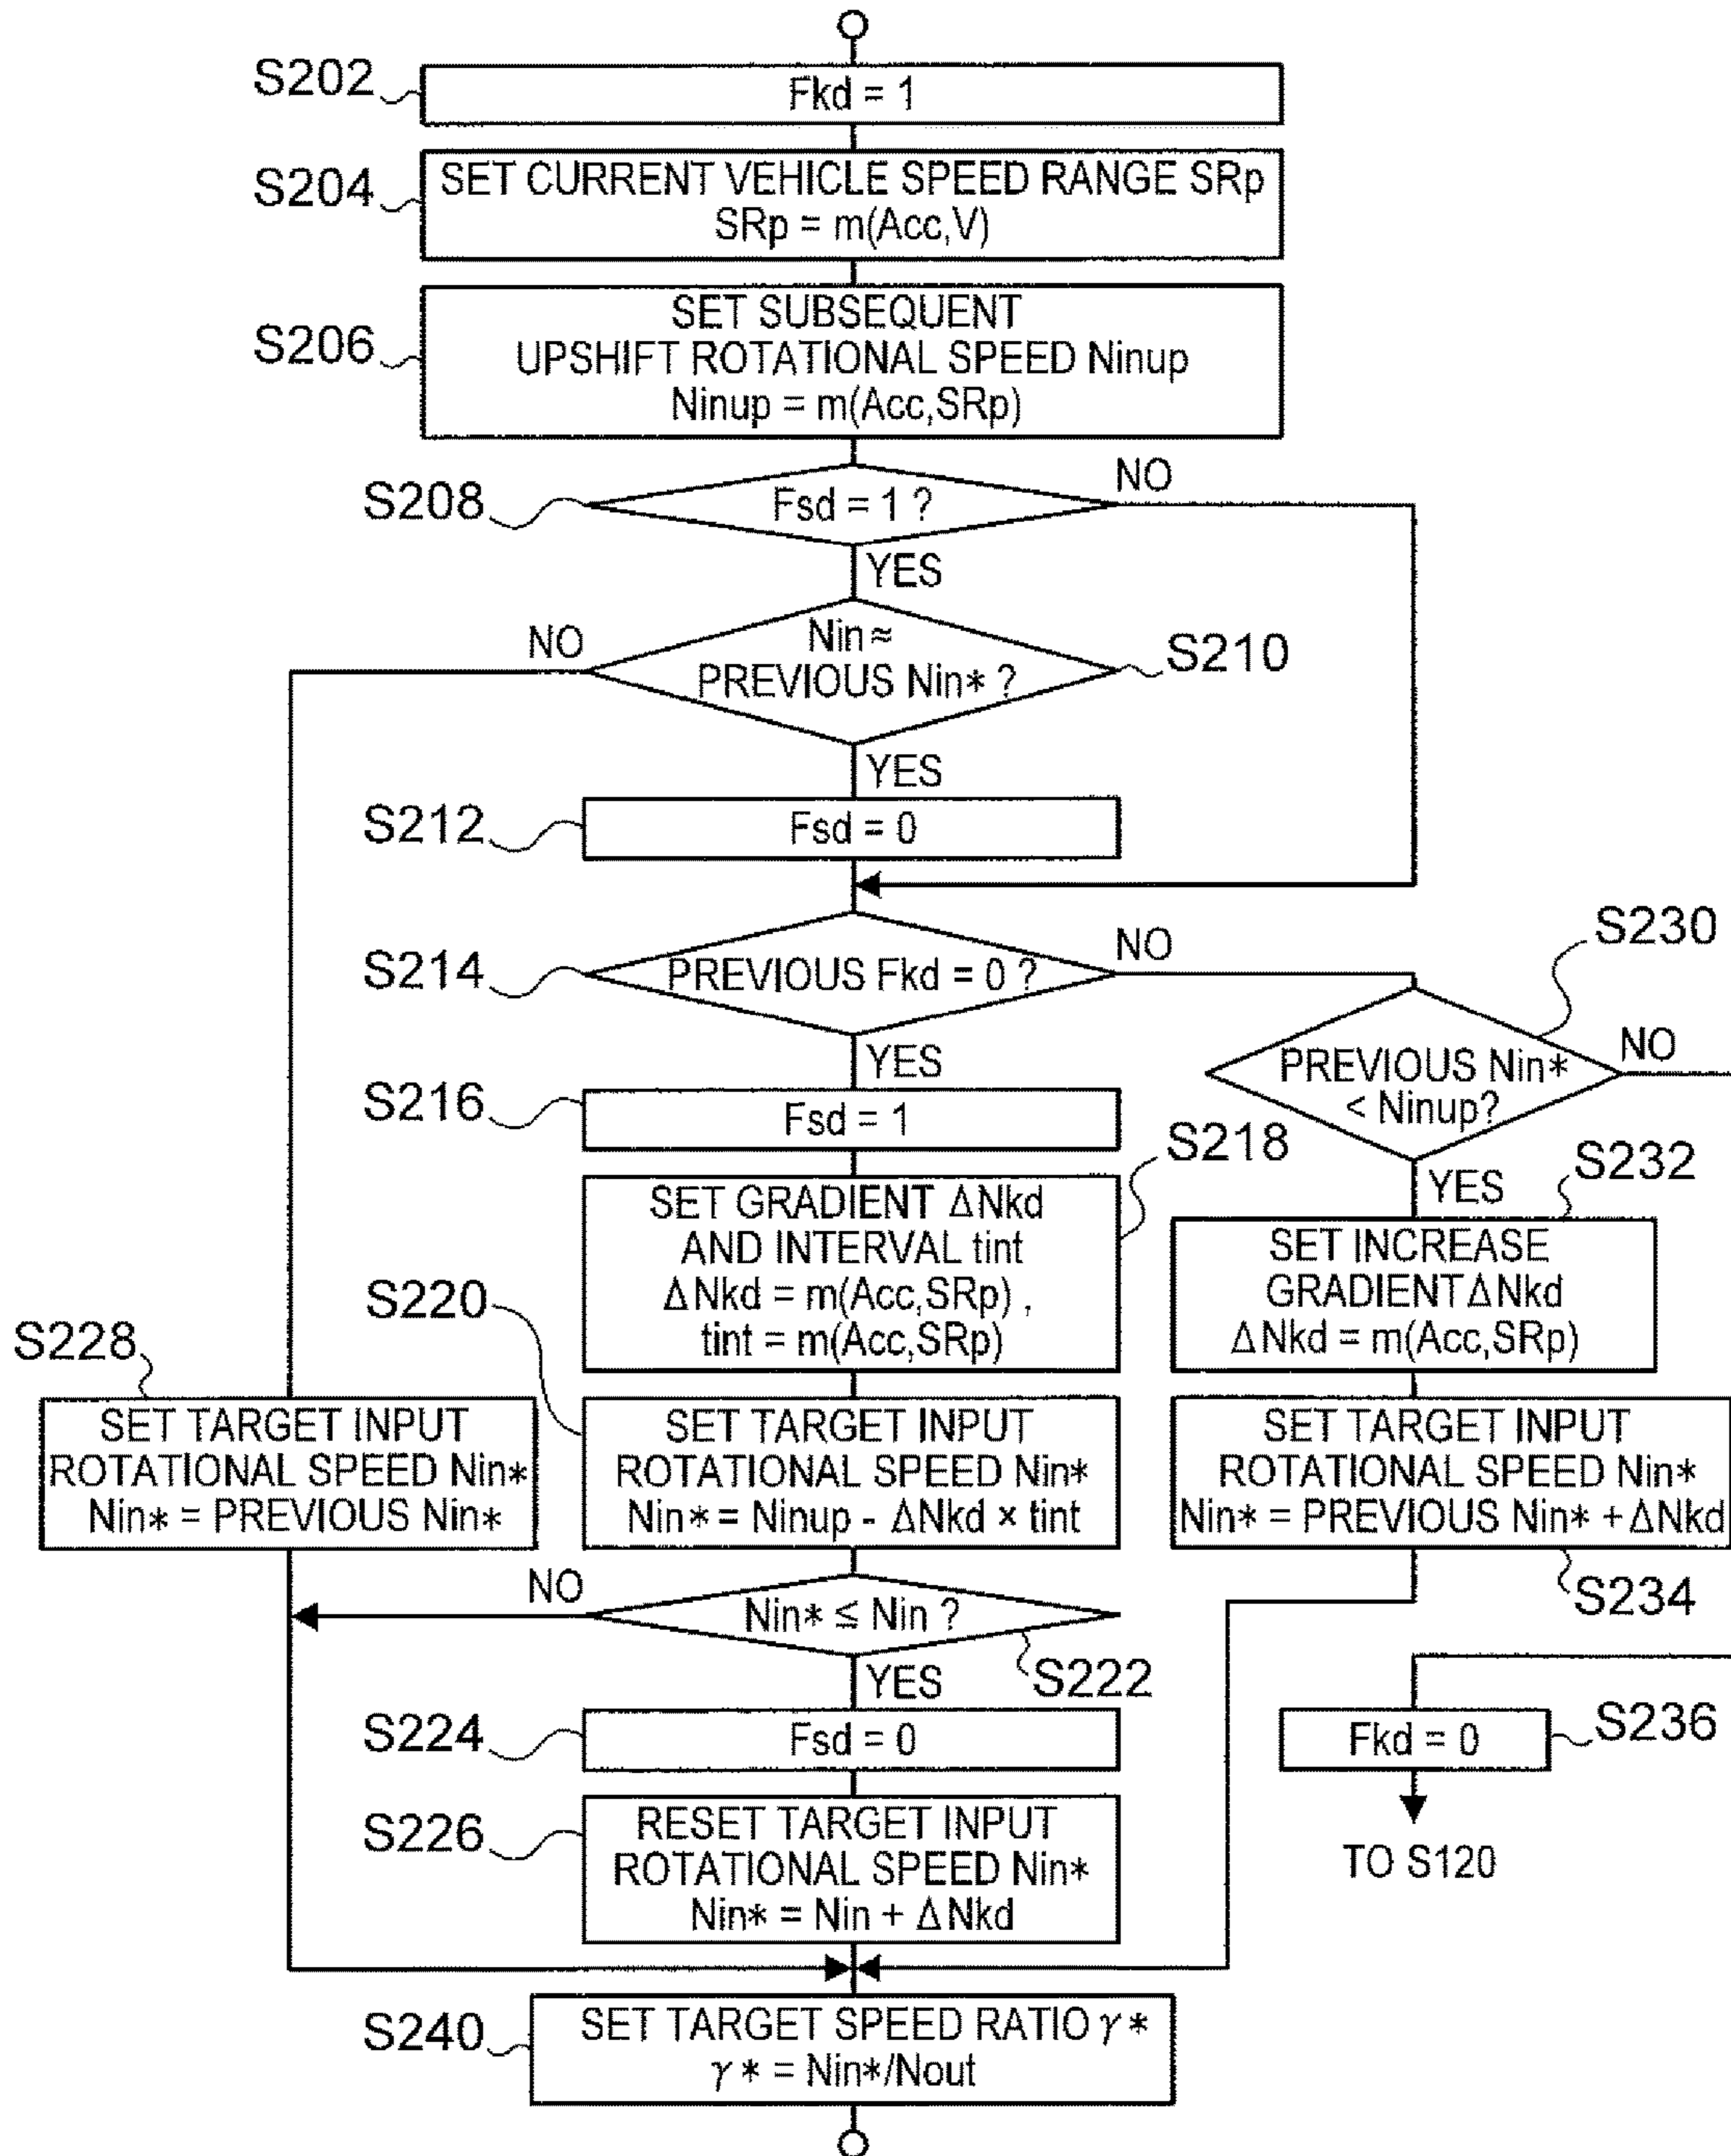 S202
Fkd = 1
S204
SET CURRENT VEHICLE SPEED RANGE SRp
SRp = m(Acc,V)
S206
SET SUBSEQUENT
UPSHIFT ROTATIONAL SPEED Ninup
Ninup = m(Acc,SRp)
S208
Fsd = 1 ?
NO
YES
NO
Nin ≈
PREVIOUS Nin* ?
S210
YES
S212
Fsd = 0
S214
PREVIOUS Fkd = 0 ?
NO
S230
YES
PREVIOUS Nin*
< Ninup?
NO
S216
Fsd = 1
S218
YES
S232
SET GRADIENT ΔNkd
AND INTERVAL tint
ΔNkd = m(Acc,SRp) ,
tint = m(Acc,SRp)
SET INCREASE
GRADIENT ΔNkd
ΔNkd = m(Acc,SRp)
S220
S228
SET TARGET INPUT
ROTATIONAL SPEED Nin*
Nin* = PREVIOUS Nin*
SET TARGET INPUT
ROTATIONAL SPEED Nin*
Nin* = Ninup - ΔNkd × tint
SET TARGET INPUT
ROTATIONAL SPEED Nin*
Nin* = PREVIOUS Nin* + ΔNkd
S234
NO
Nin* ≦ Nin ?
S222
YES
S224
Fsd = 0
Fkd = 0
S236
S226
RESET TARGET INPUT
ROTATIONAL SPEED Nin*
Nin* = Nin + ΔNkd
TO S120
S240
SET TARGET SPEED RATIO γ*
γ* = Nin*/Nout